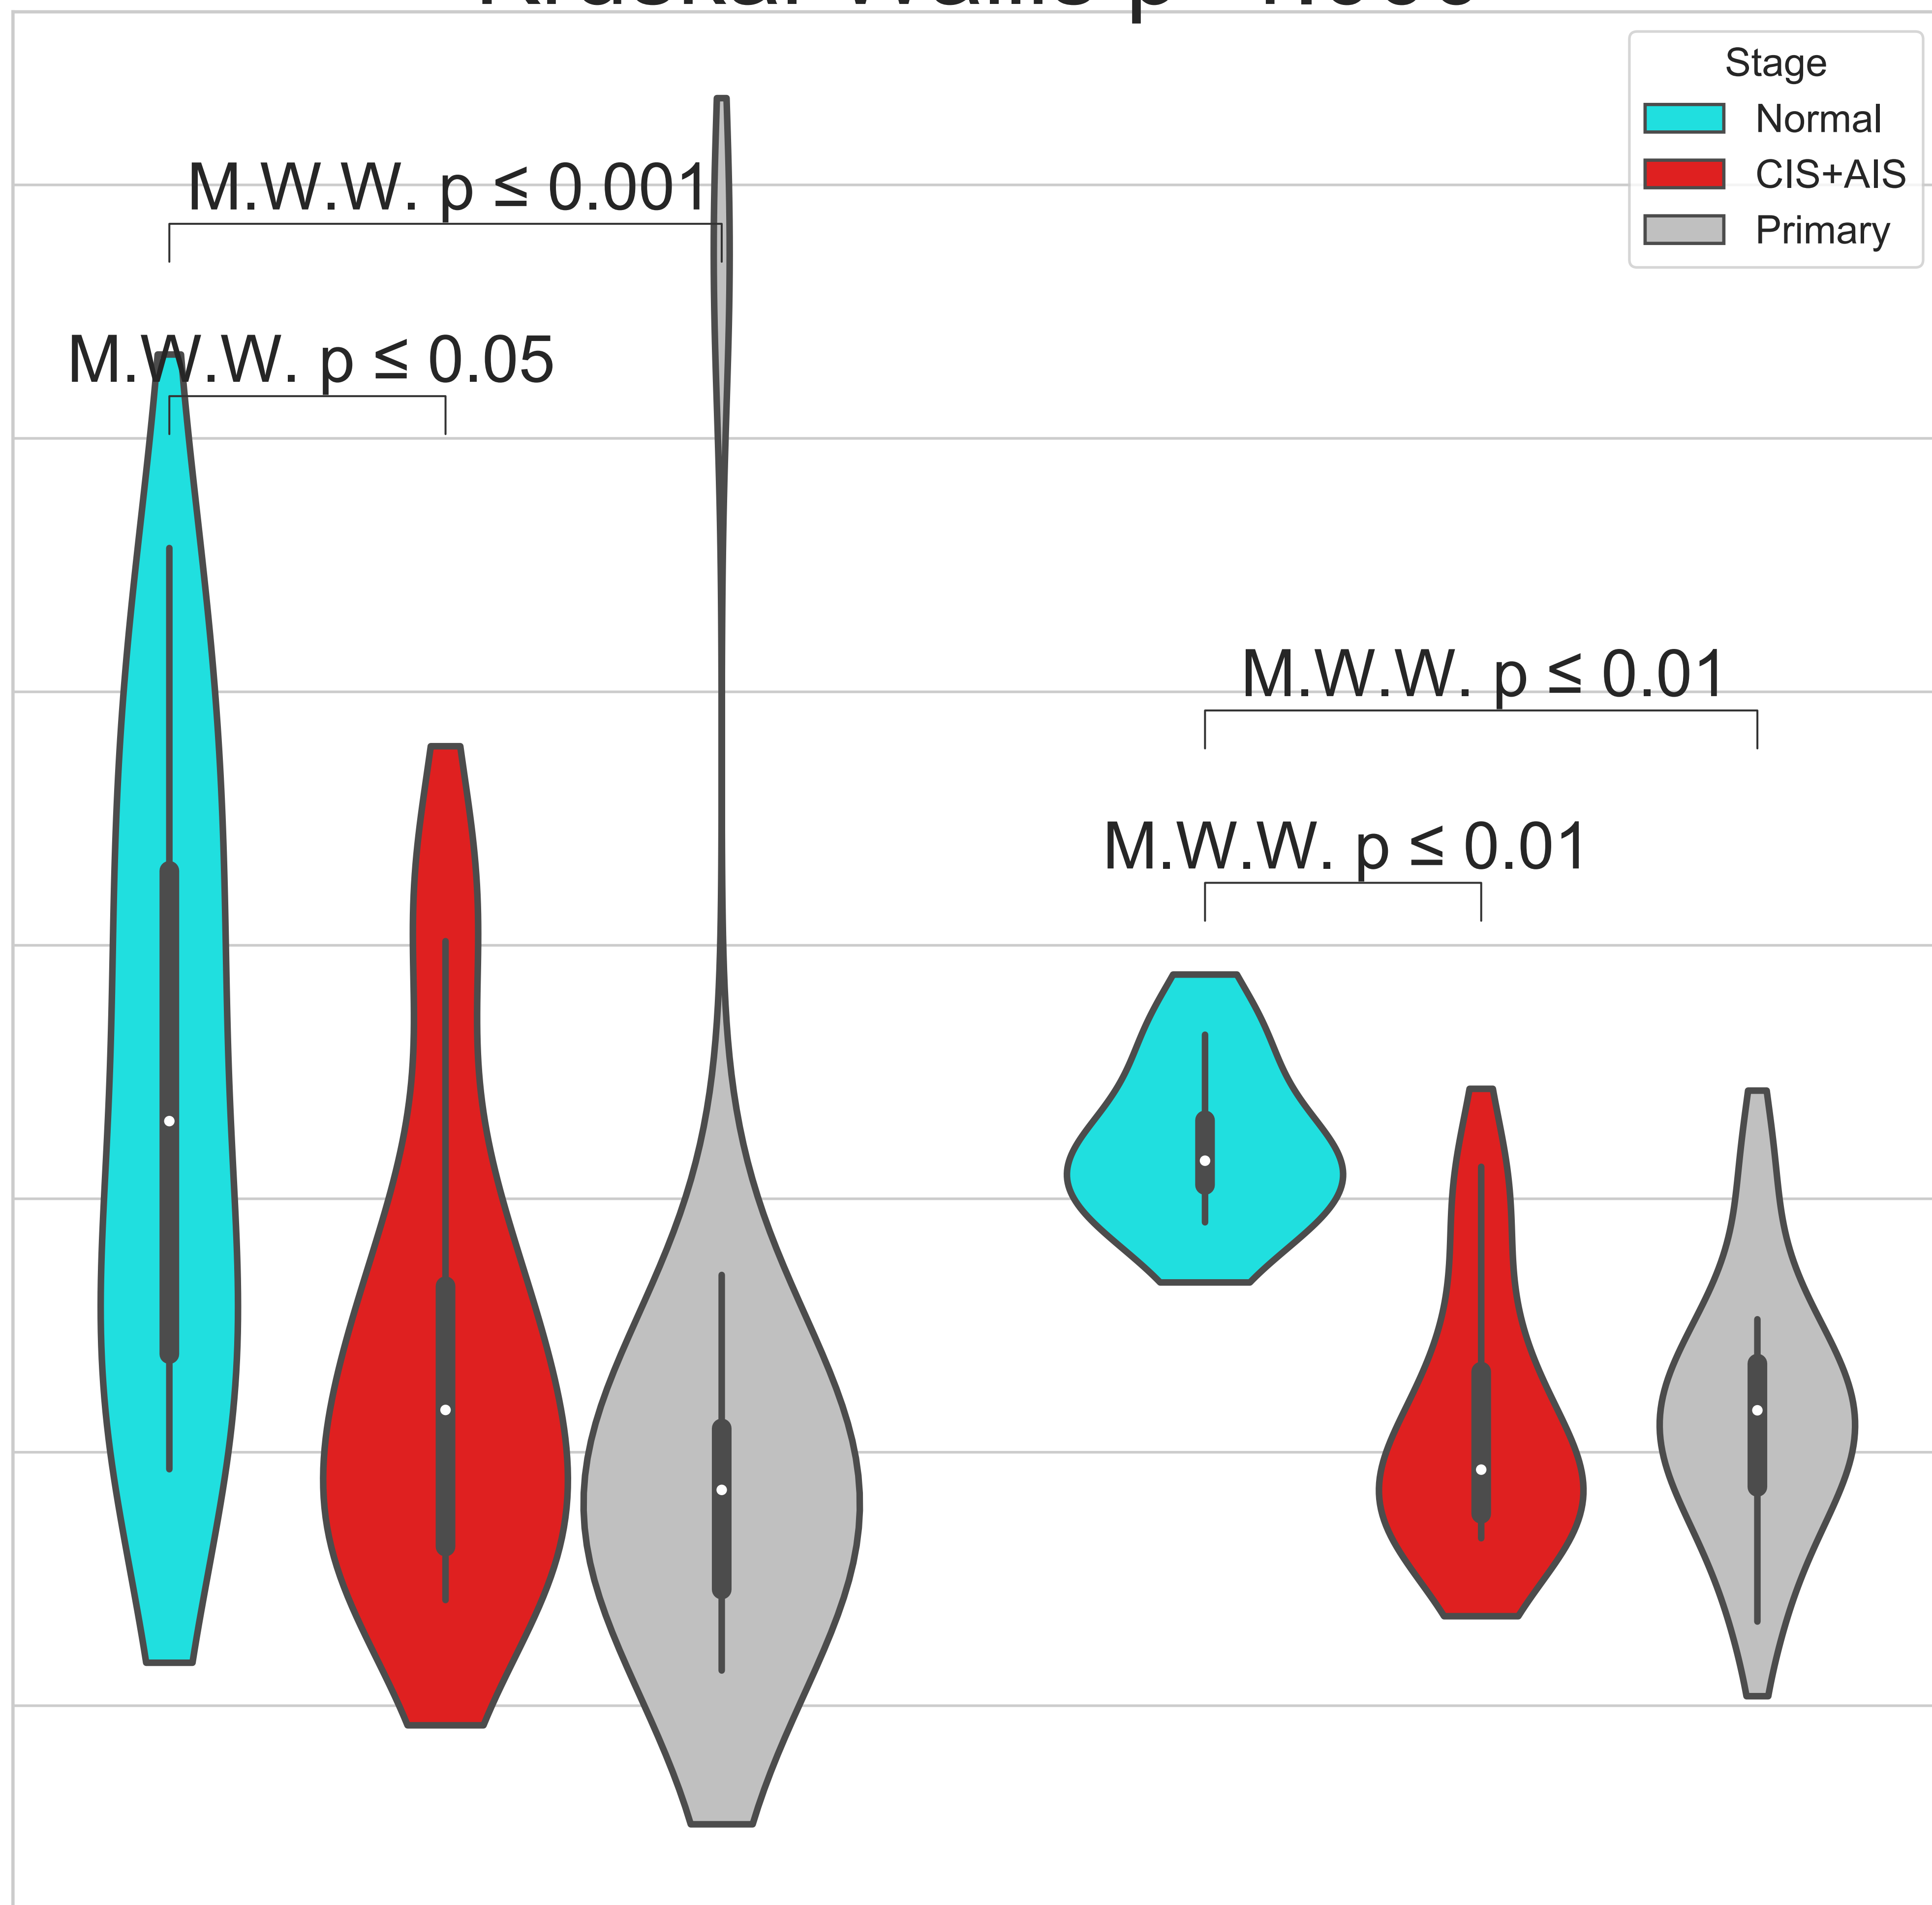 Stage
Normal
CIS+AIS
Primary
M.W.W. p ≤ 0.001
M.W.W. p ≤ 0.05
M.W.W. p ≤ 0.01
M.W.W. p ≤ 0.01